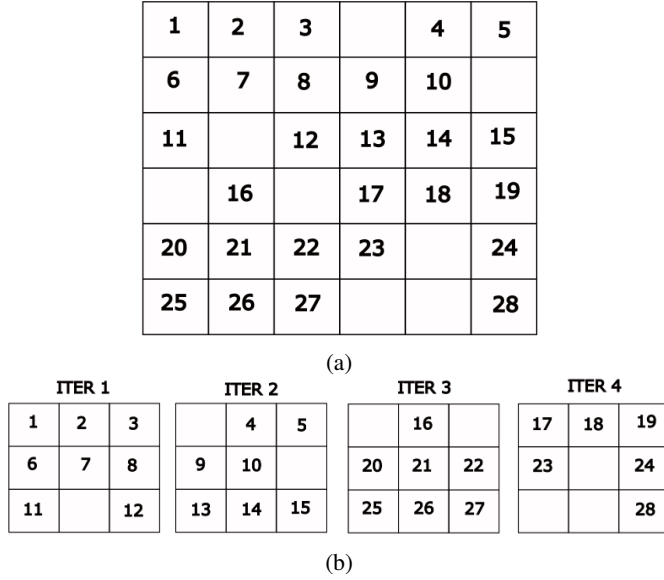 1 2 3 4 5
6 7 8 9 10
11 12 13 14 15
16 17 18 19
20 21 22 23 24
25 26 27 28
(a)
ITER 1 ITER 2 ITER 3 ITER 4
1 2 3 4 5 16 17 18 19
6 7 8 9 10 20 21 22 23 24
11 12 13 14 15 25 26 27 28
(b)